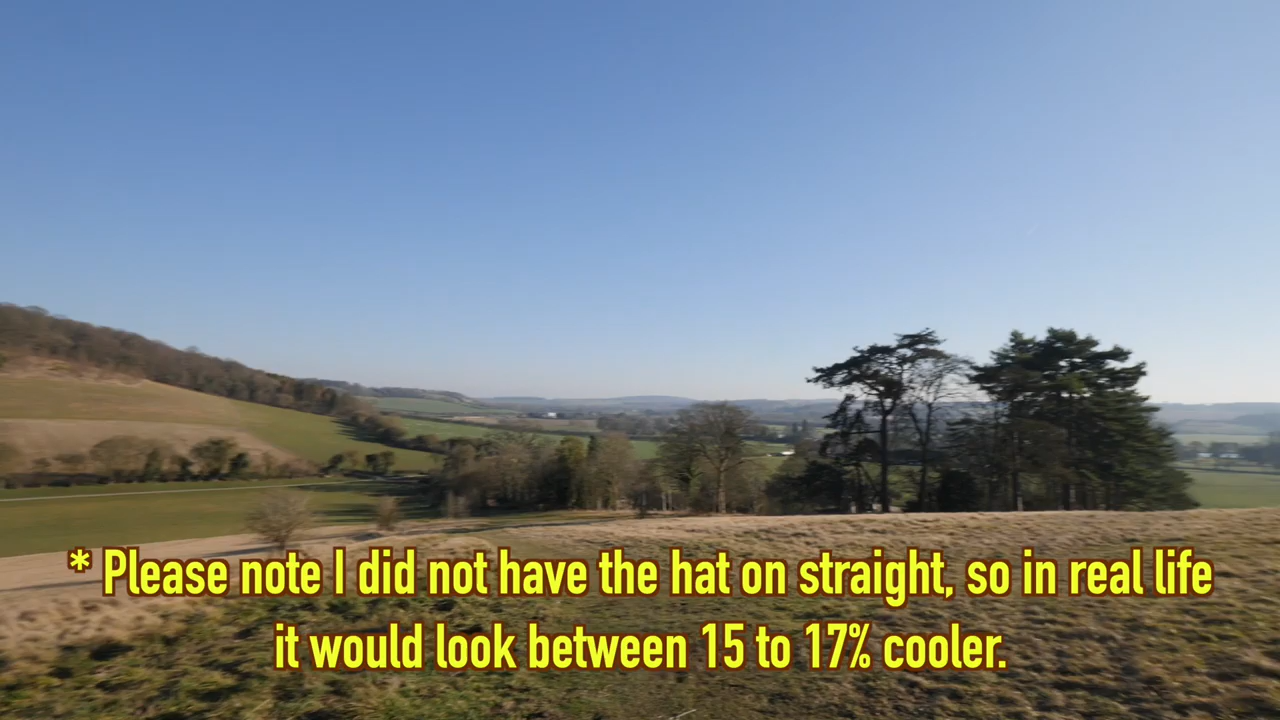 * Please note I did not have the hat on straight, so in real life
it would look between 15 to 17% cooler.